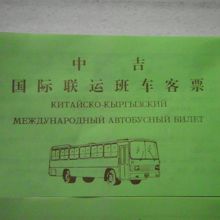 中吉
国际联运班车客票
КИТАЙСКО-КЫРГЫЗСКИЙ
МЕЖДУНАРОДНЫЙ АВТОБУСНЫЙ БИЛЕТ